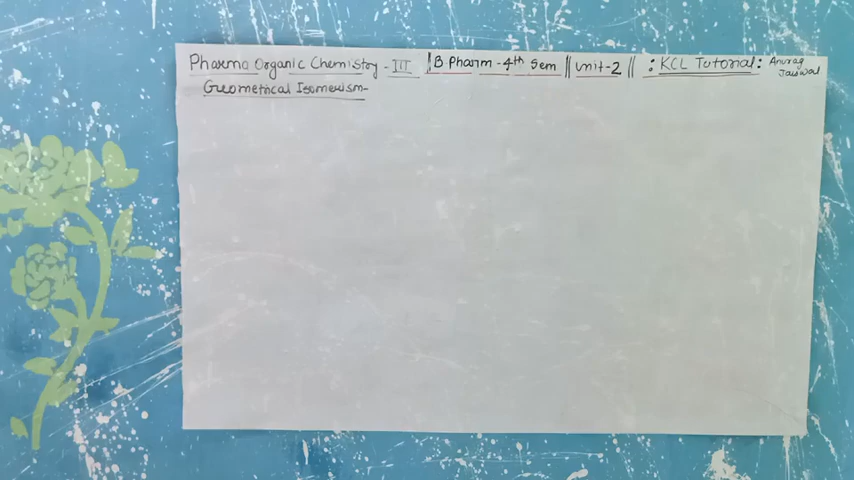 Pharma Organic Chemistry - III || B Pharm - 4th Sem || Unit-2 || : KCL Tutorial : Anurag Jaiswal
Geometrical Isomerism-